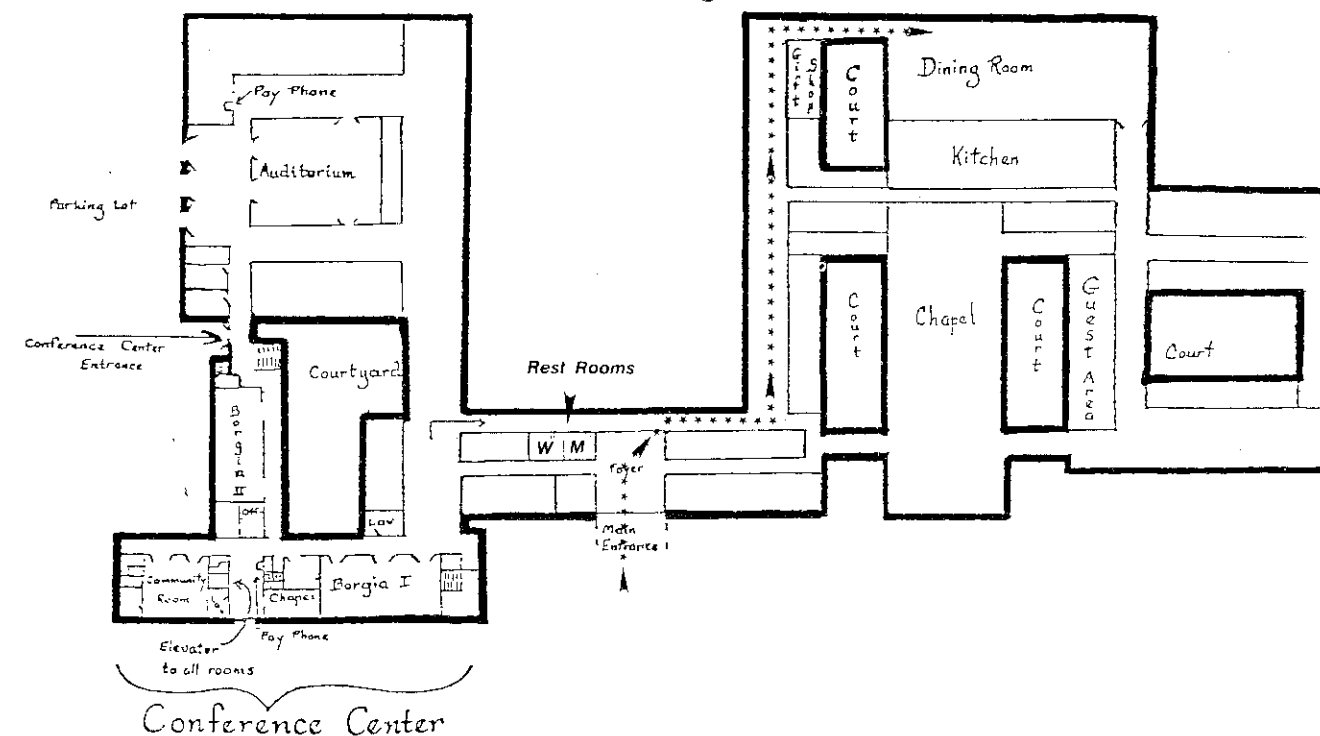 Pay Phone
Auditorium
Parking Lot
Conference Center
Entrance
Courtyard
Borgia II
Off
Lav
Community
Room
Chapel
Borgia I
Elevator
to all rooms
Pay Phone
Conference Center
Rest Rooms
W M
Foyer
Main
Entrance
Gift
Shop
Court
Dining Room
Kitchen
Court
Chapel
Court
Guest Area
Court